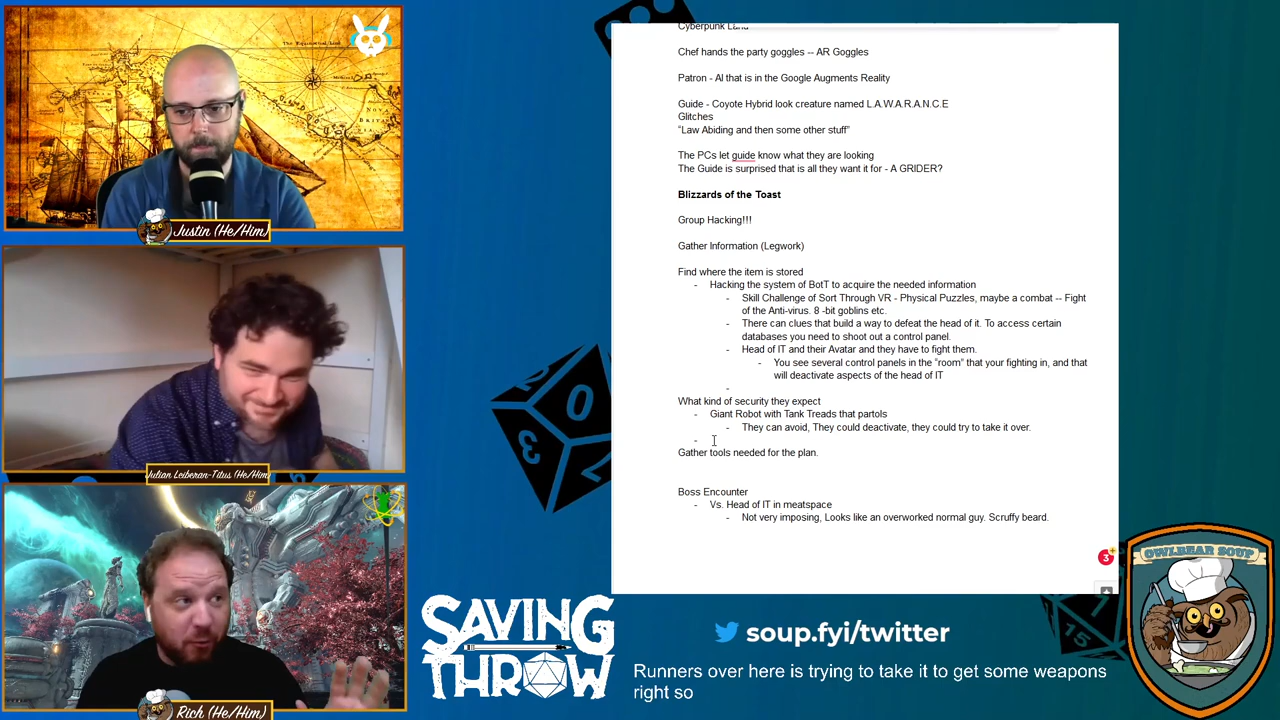 Justin (He/Him)
Julian Leiberan-Titus (He/Him)
Rich (He/Him)
Cyberpunk Land
Chef hands the party goggles -- AR Goggles
Patron - AI that is in the Google Augments Reality
Guide - Coyote Hybrid look creature named L.A.W.A.R.A.N.C.E
Glitches
“Law Abiding and then some other stuff”
The PCs let guide know what they are looking
The Guide is surprised that is all they want it for - A GRIDER?
Blizzards of the Toast
Group Hacking!!!
Gather Information (Legwork)
Find where the item is stored
- Hacking the system of BotT to acquire the needed information
- Skill Challenge of Sort Through VR - Physical Puzzles, maybe a combat -- Fight
of the Anti-virus. 8 -bit goblins etc.
- There can clues that build a way to defeat the head of it. To access certain
databases you need to shoot out a control panel.
- Head of IT and their Avatar and they have to fight them.
- You see several control panels in the “room” that your fighting in, and that
will deactivate aspects of the head of IT
-
What kind of security they expect
- Giant Robot with Tank Treads that partols
- They can avoid, They could deactivate, they could try to take it over.
-
Gather tools needed for the plan.
Boss Encounter
- Vs. Head of IT in meatspace
- Not very imposing, Looks like an overworked normal guy. Scruffy beard.
3
0
3
15
SAVING
THROW
soup.fyi/twitter
Runners over here is trying to take it to get some weapons
right so
OWLBEAR SOUP